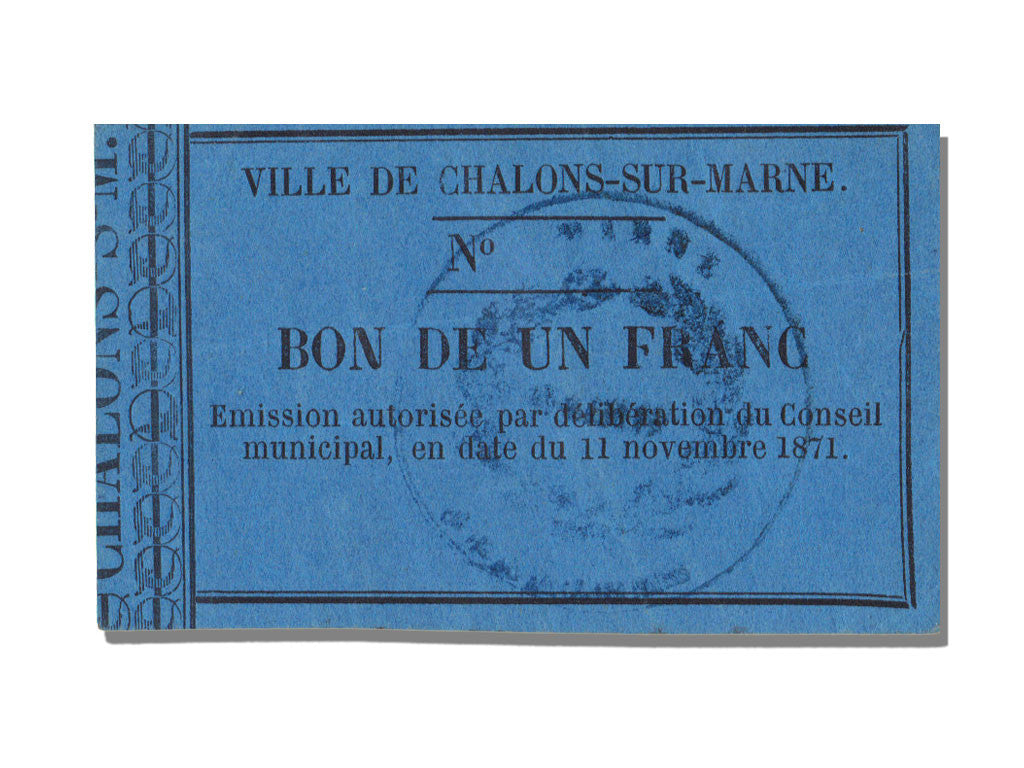 VILLE DE CHALONS-SUR-MARNE.
Nº
BON DE UN FRANC
Emission autorisée par délibération du Conseil
municipal, en date du 11 novembre 1871.
CHALONS S M.
MARNE